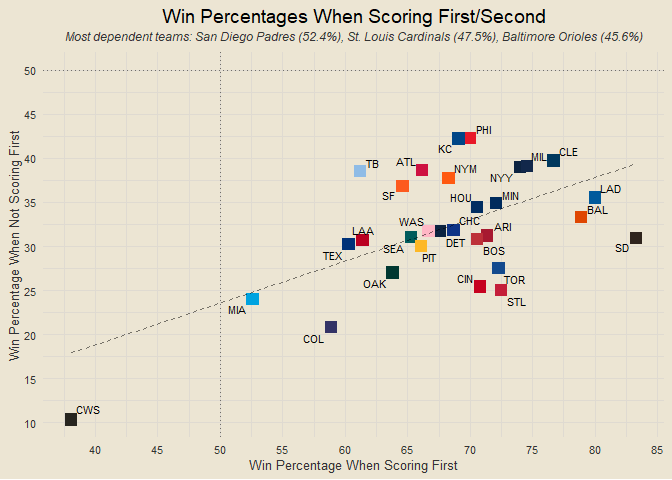 Win Percentages When Scoring First/Second
Most dependent teams: San Diego Padres (52.4%), St. Louis Cardinals (47.5%), Baltimore Orioles (45.6%)
Win Percentage When Not Scoring First
50
45
40
35
30
25
20
15
10
PHI
KC
MIL
CLE
TB
ATL
NYM
NYY
SF
HOU
MIN
LAD
BAL
WAS
CHC
LAA
ARI
TEX
SEA
DET
BOS
SD
PIT
OAK
CIN
TOR
STL
MIA
COL
CWS
40 45 50 55 60 65 70 75 80 85
Win Percentage When Scoring First